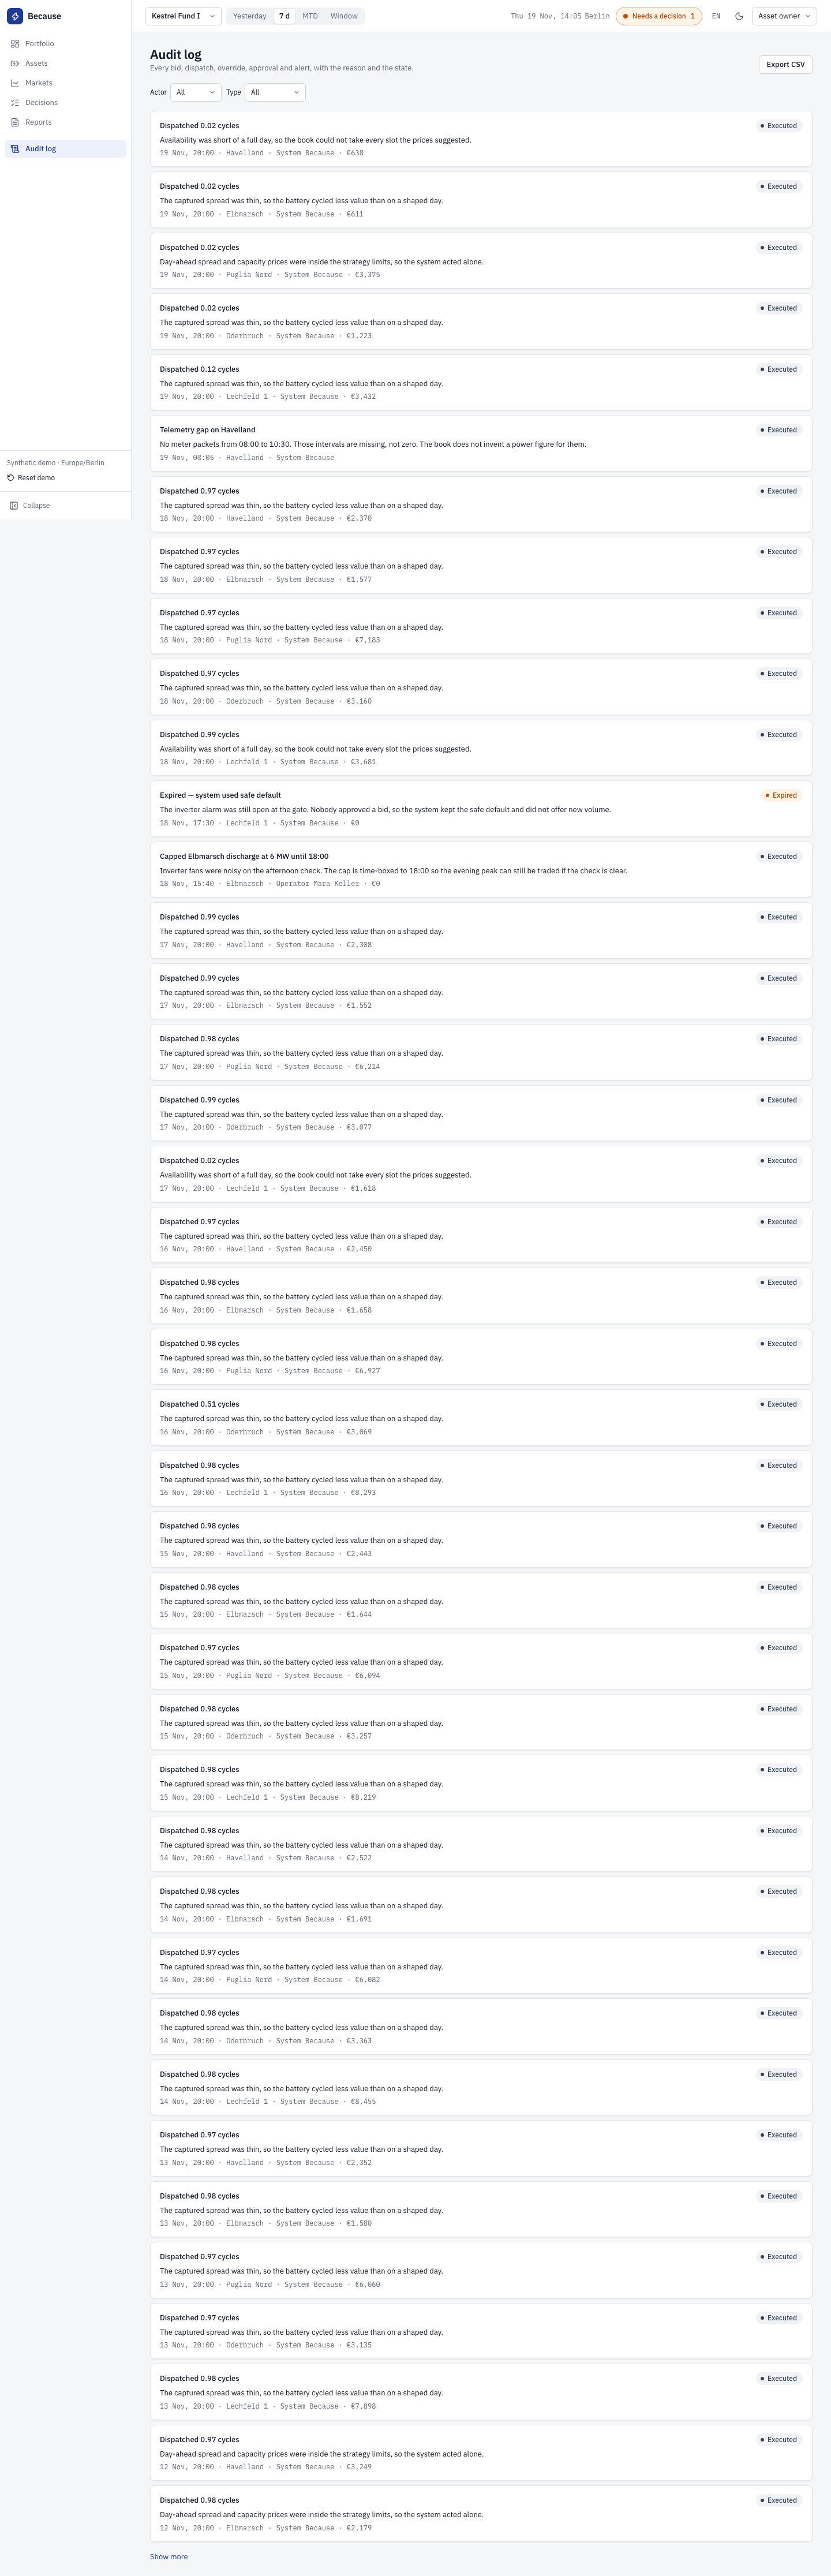 Because
Kestrel Fund I
Yesterday
7 d
MTD
Window
Thu 19 Nov, 14:05 Berlin
Needs a decision 1
EN
Asset owner
Portfolio
Assets
Markets
Decisions
Reports
Audit log
Synthetic demo · Europe/Berlin
Reset demo
Collapse
Audit log
Every bid, dispatch, override, approval and alert, with the reason and the state.
Export CSV
Actor All Type All
Dispatched 0.02 cycles
Executed
Availability was short of a full day, so the book could not take every slot the prices suggested.
19 Nov, 20:00 · Havelland · System Because · €638
Dispatched 0.02 cycles
Executed
The captured spread was thin, so the battery cycled less value than on a shaped day.
19 Nov, 20:00 · Elbmarsch · System Because · €611
Dispatched 0.02 cycles
Executed
Day-ahead spread and capacity prices were inside the strategy limits, so the system acted alone.
19 Nov, 20:00 · Puglia Nord · System Because · €3,375
Dispatched 0.02 cycles
Executed
The captured spread was thin, so the battery cycled less value than on a shaped day.
19 Nov, 20:00 · Oderbruch · System Because · €1,223
Dispatched 0.12 cycles
Executed
The captured spread was thin, so the battery cycled less value than on a shaped day.
19 Nov, 20:00 · Lechfeld 1 · System Because · €3,432
Telemetry gap on Havelland
Executed
No meter packets from 08:00 to 10:30. Those intervals are missing, not zero. The book does not invent a power figure for them.
19 Nov, 08:05 · Havelland · System Because
Dispatched 0.97 cycles
Executed
The captured spread was thin, so the battery cycled less value than on a shaped day.
18 Nov, 20:00 · Havelland · System Because · €2,370
Dispatched 0.97 cycles
Executed
The captured spread was thin, so the battery cycled less value than on a shaped day.
18 Nov, 20:00 · Elbmarsch · System Because · €1,577
Dispatched 0.97 cycles
Executed
The captured spread was thin, so the battery cycled less value than on a shaped day.
18 Nov, 20:00 · Puglia Nord · System Because · €7,183
Dispatched 0.97 cycles
Executed
The captured spread was thin, so the battery cycled less value than on a shaped day.
18 Nov, 20:00 · Oderbruch · System Because · €3,160
Dispatched 0.99 cycles
Executed
Availability was short of a full day, so the book could not take every slot the prices suggested.
18 Nov, 20:00 · Lechfeld 1 · System Because · €3,681
Expired — system used safe default
Expired
The inverter alarm was still open at the gate. Nobody approved a bid, so the system kept the safe default and did not offer new volume.
18 Nov, 17:30 · Lechfeld 1 · System Because · €0
Capped Elbmarsch discharge at 6 MW until 18:00
Executed
Inverter fans were noisy on the afternoon check. The cap is time-boxed to 18:00 so the evening peak can still be traded if the check is clear.
18 Nov, 15:40 · Elbmarsch · Operator Mara Keller · €0
Dispatched 0.99 cycles
Executed
The captured spread was thin, so the battery cycled less value than on a shaped day.
17 Nov, 20:00 · Havelland · System Because · €2,308
Dispatched 0.99 cycles
Executed
The captured spread was thin, so the battery cycled less value than on a shaped day.
17 Nov, 20:00 · Elbmarsch · System Because · €1,552
Dispatched 0.98 cycles
Executed
The captured spread was thin, so the battery cycled less value than on a shaped day.
17 Nov, 20:00 · Puglia Nord · System Because · €6,214
Dispatched 0.99 cycles
Executed
The captured spread was thin, so the battery cycled less value than on a shaped day.
17 Nov, 20:00 · Oderbruch · System Because · €3,077
Dispatched 0.02 cycles
Executed
Availability was short of a full day, so the book could not take every slot the prices suggested.
17 Nov, 20:00 · Lechfeld 1 · System Because · €1,618
Dispatched 0.97 cycles
Executed
The captured spread was thin, so the battery cycled less value than on a shaped day.
16 Nov, 20:00 · Havelland · System Because · €2,450
Dispatched 0.98 cycles
Executed
The captured spread was thin, so the battery cycled less value than on a shaped day.
16 Nov, 20:00 · Elbmarsch · System Because · €1,658
Dispatched 0.98 cycles
Executed
The captured spread was thin, so the battery cycled less value than on a shaped day.
16 Nov, 20:00 · Puglia Nord · System Because · €6,927
Dispatched 0.51 cycles
Executed
The captured spread was thin, so the battery cycled less value than on a shaped day.
16 Nov, 20:00 · Oderbruch · System Because · €3,069
Dispatched 0.98 cycles
Executed
The captured spread was thin, so the battery cycled less value than on a shaped day.
16 Nov, 20:00 · Lechfeld 1 · System Because · €8,293
Dispatched 0.98 cycles
Executed
The captured spread was thin, so the battery cycled less value than on a shaped day.
15 Nov, 20:00 · Havelland · System Because · €2,443
Dispatched 0.98 cycles
Executed
The captured spread was thin, so the battery cycled less value than on a shaped day.
15 Nov, 20:00 · Elbmarsch · System Because · €1,644
Dispatched 0.97 cycles
Executed
The captured spread was thin, so the battery cycled less value than on a shaped day.
15 Nov, 20:00 · Puglia Nord · System Because · €6,094
Dispatched 0.98 cycles
Executed
The captured spread was thin, so the battery cycled less value than on a shaped day.
15 Nov, 20:00 · Oderbruch · System Because · €3,257
Dispatched 0.98 cycles
Executed
The captured spread was thin, so the battery cycled less value than on a shaped day.
15 Nov, 20:00 · Lechfeld 1 · System Because · €8,219
Dispatched 0.98 cycles
Executed
The captured spread was thin, so the battery cycled less value than on a shaped day.
14 Nov, 20:00 · Havelland · System Because · €2,522
Dispatched 0.98 cycles
Executed
The captured spread was thin, so the battery cycled less value than on a shaped day.
14 Nov, 20:00 · Elbmarsch · System Because · €1,691
Dispatched 0.97 cycles
Executed
The captured spread was thin, so the battery cycled less value than on a shaped day.
14 Nov, 20:00 · Puglia Nord · System Because · €6,082
Dispatched 0.98 cycles
Executed
The captured spread was thin, so the battery cycled less value than on a shaped day.
14 Nov, 20:00 · Oderbruch · System Because · €3,363
Dispatched 0.98 cycles
Executed
The captured spread was thin, so the battery cycled less value than on a shaped day.
14 Nov, 20:00 · Lechfeld 1 · System Because · €8,455
Dispatched 0.97 cycles
Executed
The captured spread was thin, so the battery cycled less value than on a shaped day.
13 Nov, 20:00 · Havelland · System Because · €2,352
Dispatched 0.98 cycles
Executed
The captured spread was thin, so the battery cycled less value than on a shaped day.
13 Nov, 20:00 · Elbmarsch · System Because · €1,580
Dispatched 0.97 cycles
Executed
The captured spread was thin, so the battery cycled less value than on a shaped day.
13 Nov, 20:00 · Puglia Nord · System Because · €6,060
Dispatched 0.97 cycles
Executed
The captured spread was thin, so the battery cycled less value than on a shaped day.
13 Nov, 20:00 · Oderbruch · System Because · €3,135
Dispatched 0.98 cycles
Executed
The captured spread was thin, so the battery cycled less value than on a shaped day.
13 Nov, 20:00 · Lechfeld 1 · System Because · €7,898
Dispatched 0.97 cycles
Executed
Day-ahead spread and capacity prices were inside the strategy limits, so the system acted alone.
12 Nov, 20:00 · Havelland · System Because · €3,249
Dispatched 0.98 cycles
Executed
Day-ahead spread and capacity prices were inside the strategy limits, so the system acted alone.
12 Nov, 20:00 · Elbmarsch · System Because · €2,179
Show more